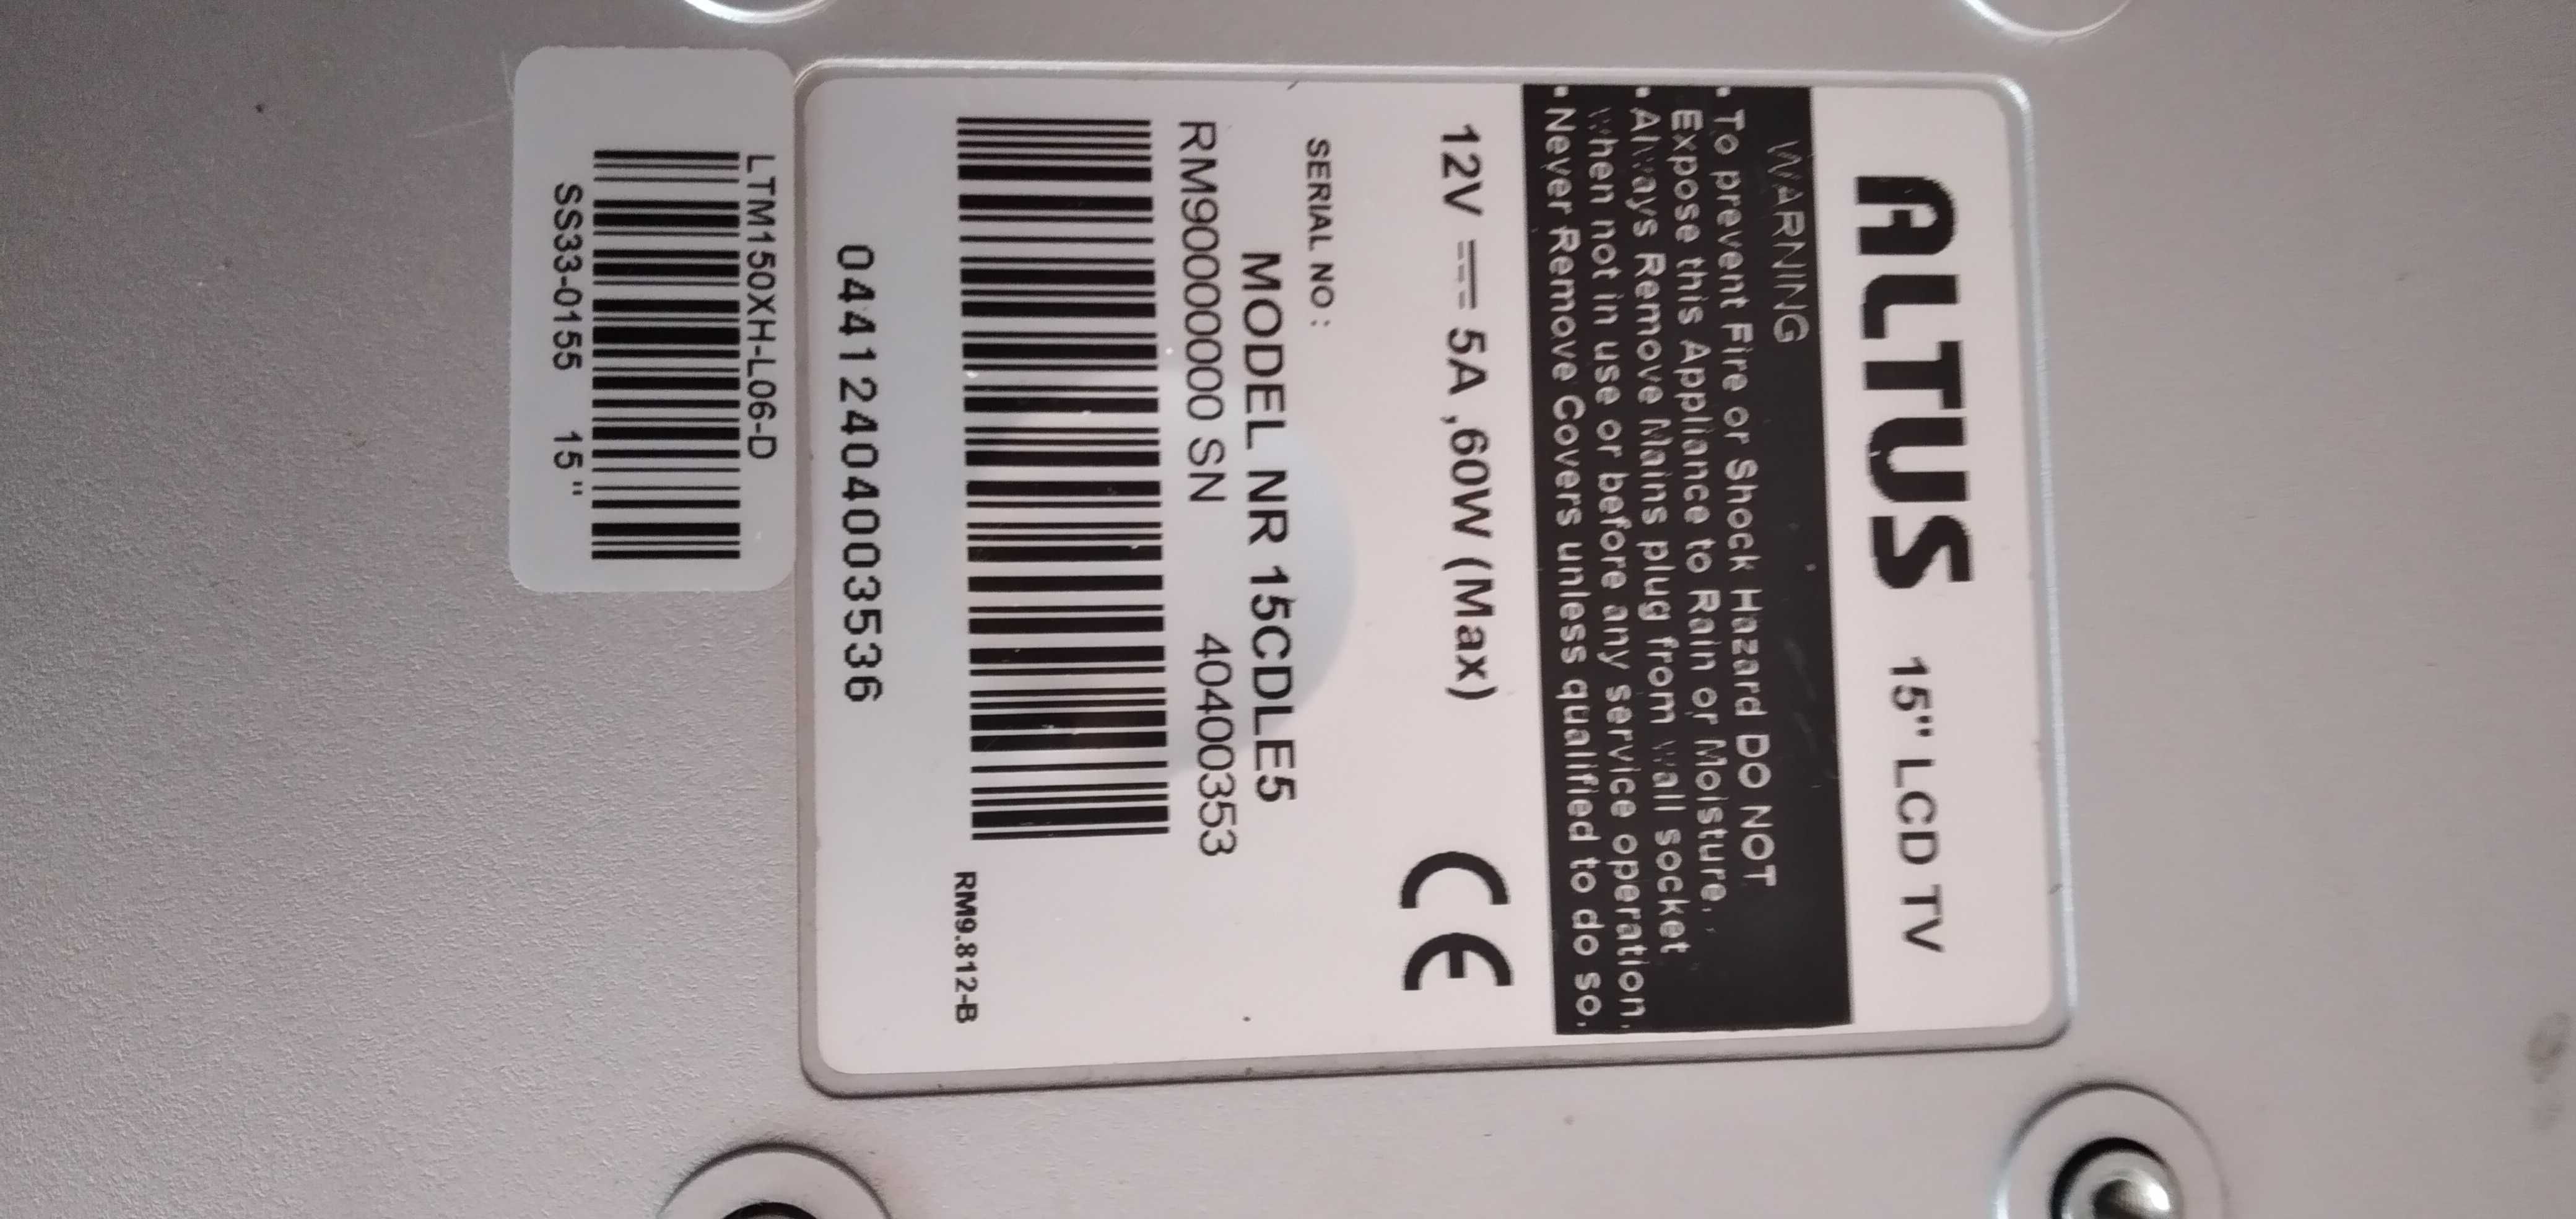 ALTUS 15" LCD TV
WARNING
• To prevent Fire or Shock Hazard DO NOT
Expose this Appliance to Rain or Moisture,
• Always Remove Mains plug from wall socket
when not in use or before any service operation.
• Never Remove Covers unless qualified to do so.
12V ⎓ 5A ,60W (Max) CE
SERIAL NO :
MODEL NR 15CDLE5
RM90000000 SN 404003353
RM9.812-B
04412404003536
LTM150XH-L06-D
SS33-0155 15"